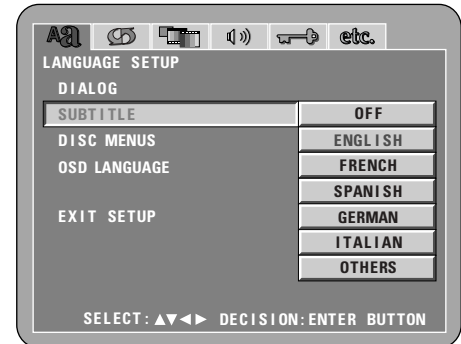 Aa etc.
LANGUAGE SETUP
DIALOG
SUBTITLE
DISC MENUS
OSD LANGUAGE
EXIT SETUP
OFF
ENGLISH
FRENCH
SPANISH
GERMAN
ITALIAN
OTHERS
SELECT:▲▼◀▶ DECISION:ENTER BUTTON